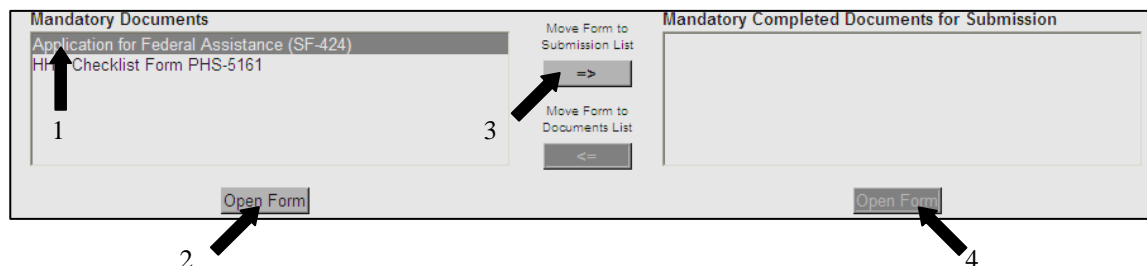 Mandatory Documents
Application for Federal Assistance (SF-424)
Checklist Form PHS-5161
1
Open Form
2
Move Form to
Submission List
=>
3
Move Form to
Documents List
<=
Mandatory Completed Documents for Submission
Open Form
4